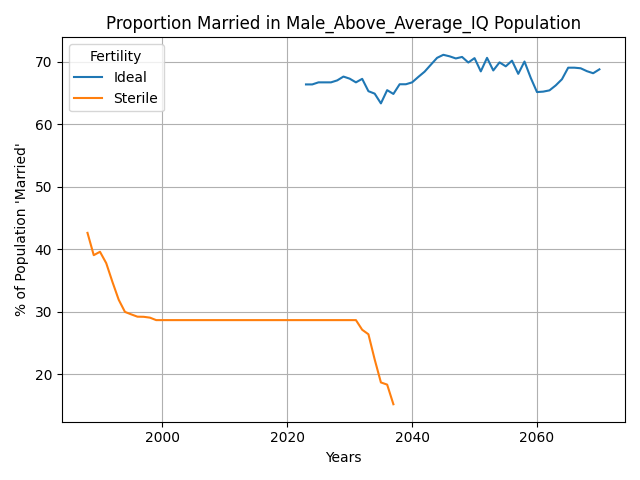 Proportion Married in Male_Above_Average_IQ Population
Fertility
Ideal
Sterile
% of Population 'Married'
70
60
50
40
30
20
2000
2020
2040
2060
Years